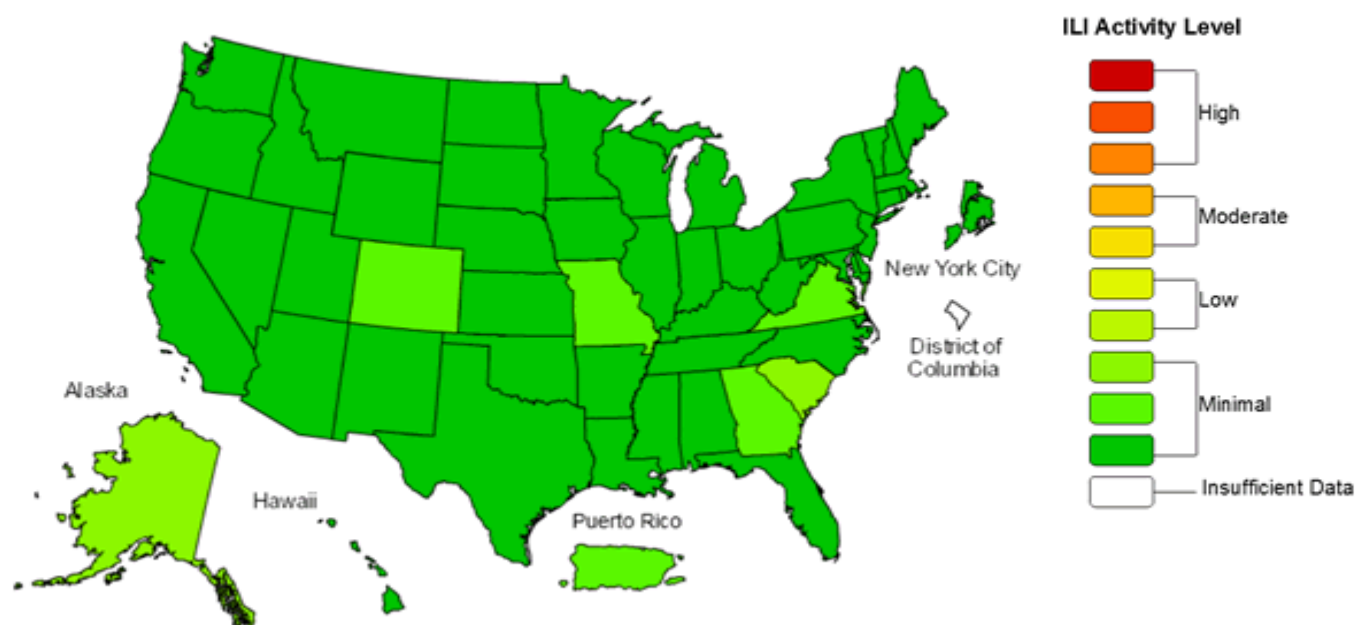 ILI Activity Level
High
Moderate
Low
Minimal
Insufficient Data
New York City
District of
Columbia
Alaska
Hawaii
Puerto Rico